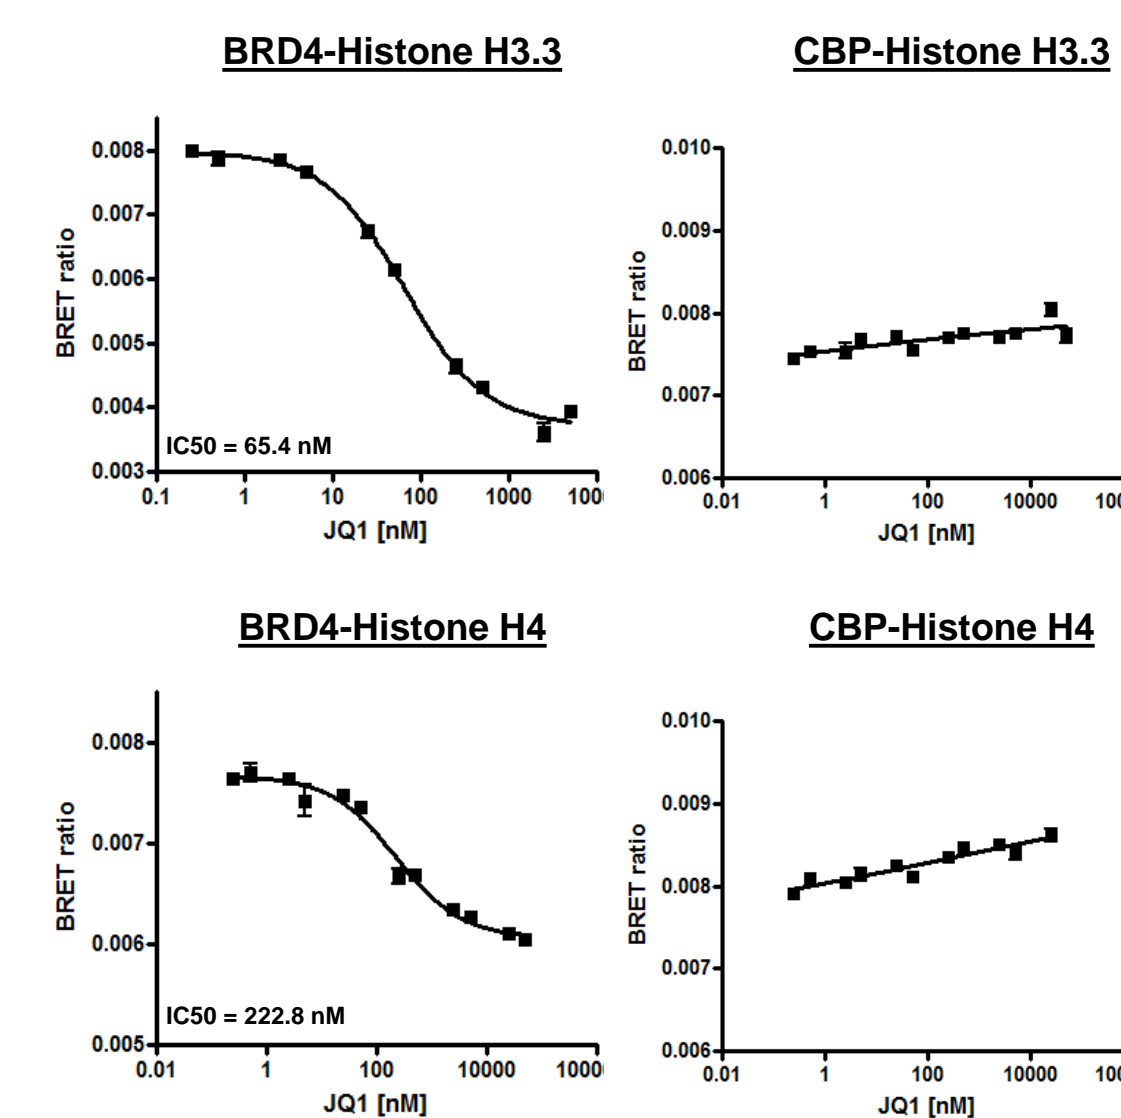 BRD4-Histone H3.3
0.008
0.007
0.006
0.005
0.004
0.003
BRET ratio
IC50 = 65.4 nM
0.1 1 10 100 1000
JQ1 [nM]
CBP-Histone H3.3
0.010
0.009
0.008
0.007
0.006
BRET ratio
0.01 1 100 10000
JQ1 [nM]
BRD4-Histone H4
0.008
0.007
0.006
0.005
BRET ratio
IC50 = 222.8 nM
0.01 1 100 10000
JQ1 [nM]
CBP-Histone H4
0.010
0.009
0.008
0.007
0.006
BRET ratio
0.01 1 100 10000
JQ1 [nM]